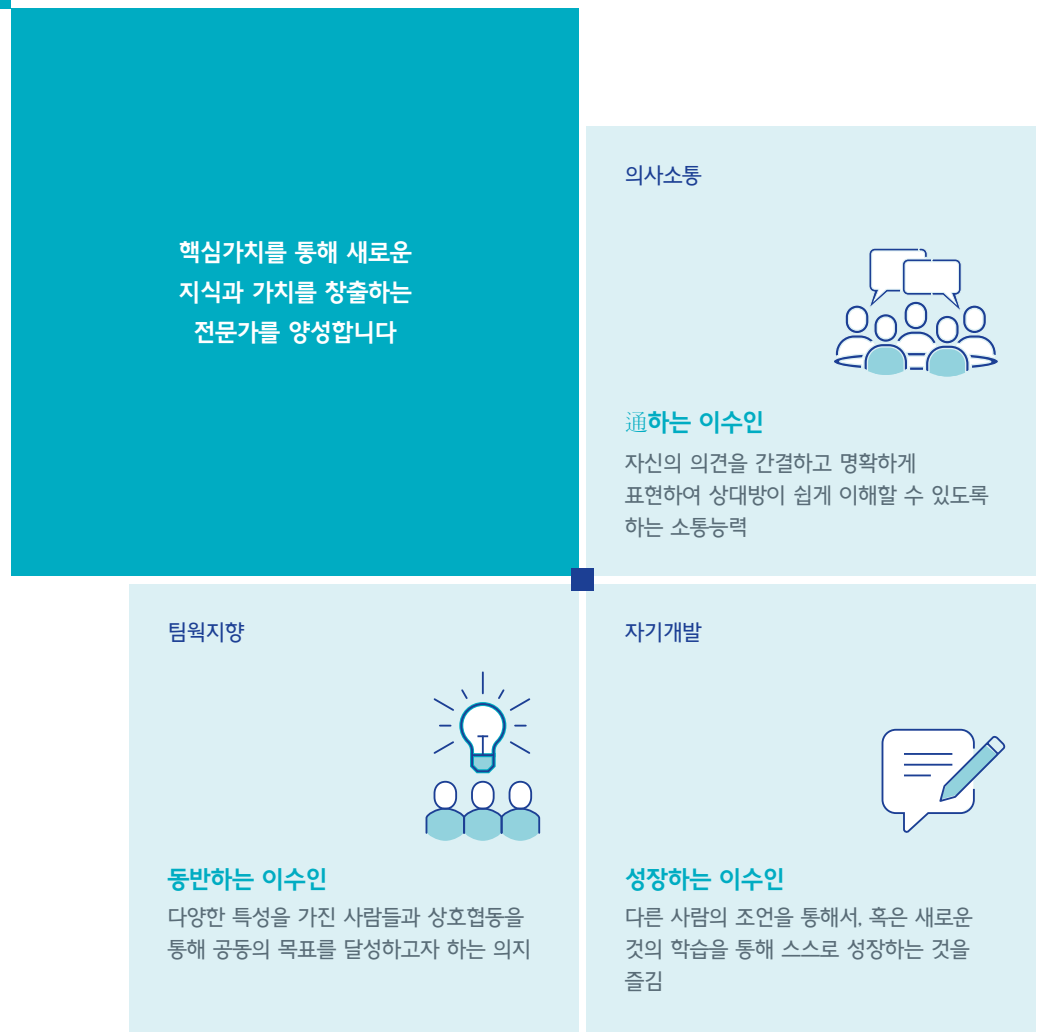 핵심가치를 통해 새로운
지식과 가치를 창출하는
전문가를 양성합니다
의사소통
通하는 이수인
자신의 의견을 간결하고 명확하게
표현하여 상대방이 쉽게 이해할 수 있도록
하는 소통능력
팀웍지향
동반하는 이수인
다양한 특성을 가진 사람들과 상호협동을
통해 공동의 목표를 달성하고자 하는 의지
자기개발
성장하는 이수인
다른 사람의 조언을 통해서, 혹은 새로운
것의 학습을 통해 스스로 성장하는 것을
즐김